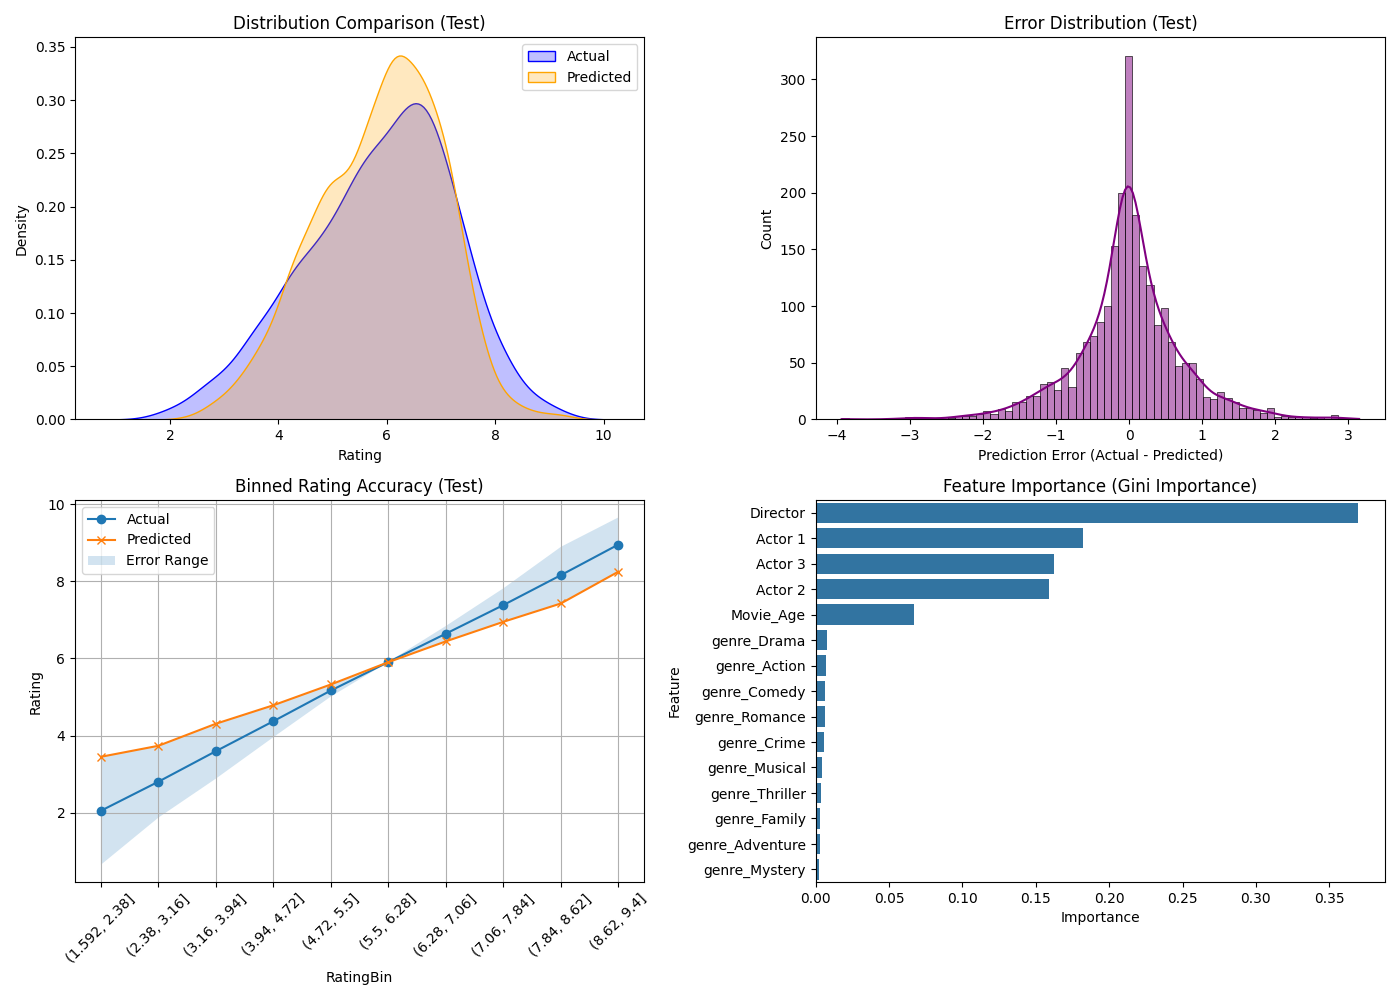 Distribution Comparison (Test)
0.35
0.30
0.25
0.20
0.15
0.10
0.05
0.00
Density
2
4
6
8
10
Rating
Actual
Predicted
Error Distribution (Test)
300
250
200
150
100
50
0
Count
−4
−3
−2
−1
0
1
2
3
Prediction Error (Actual - Predicted)
Binned Rating Accuracy (Test)
10
8
6
4
2
Rating
Actual
Predicted
Error Range
(1.592, 2.38]
(2.38, 3.16]
(3.16, 3.94]
(3.94, 4.72]
(4.72, 5.5]
(5.5, 6.28]
(6.28, 7.06]
(7.06, 7.84]
(7.84, 8.62]
(8.62, 9.4]
RatingBin
Feature Importance (Gini Importance)
Feature
Director
Actor 1
Actor 3
Actor 2
Movie_Age
genre_Drama
genre_Action
genre_Comedy
genre_Romance
genre_Crime
genre_Musical
genre_Thriller
genre_Family
genre_Adventure
genre_Mystery
0.00
0.05
0.10
0.15
0.20
0.25
0.30
0.35
Importance